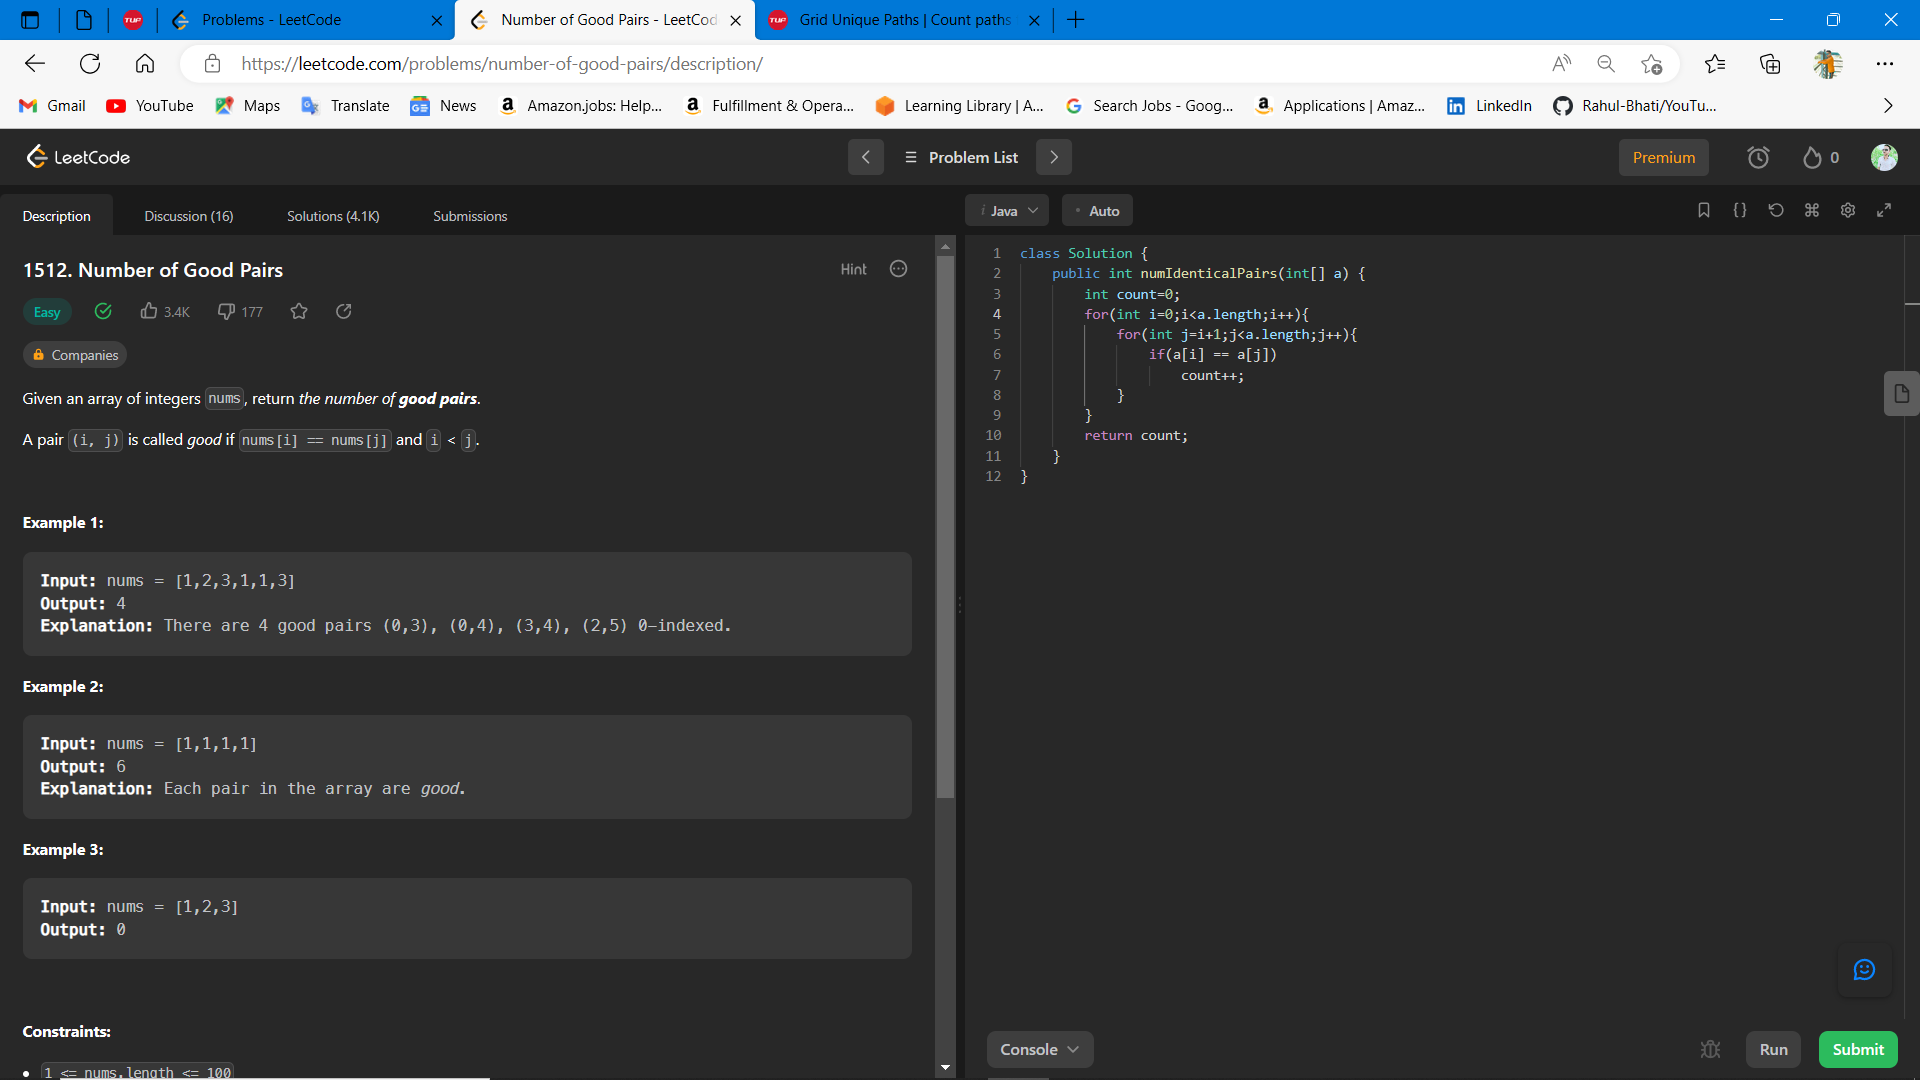 Problems - LeetCode
Number of Good Pairs - LeetCod
TUF
Grid Unique Paths | Count paths
https://leetcode.com/problems/number-of-good-pairs/description/
Gmail
YouTube
Maps
Translate
News
Amazon.jobs: Help...
Fulfillment & Opera...
Learning Library | A...
Search Jobs - Goog...
Applications | Amaz...
LinkedIn
Rahul-Bhati/YouTu...
LeetCode
Problem List
Premium
0
Description
Discussion (16)
Solutions (4.1K)
Submissions
1512. Number of Good Pairs
Hint
Easy
3.4K
177
Companies
Given an array of integers nums, return the number of good pairs.
A pair (i, j) is called good if nums[i] == nums[j] and i < j.
Example 1:
Input: nums = [1,2,3,1,1,3]
Output: 4
Explanation: There are 4 good pairs (0,3), (0,4), (3,4), (2,5) 0-indexed.
Example 2:
Input: nums = [1,1,1,1]
Output: 6
Explanation: Each pair in the array are good.
Example 3:
Input: nums = [1,2,3]
Output: 0
Constraints:
1 <= nums.length <= 100
i Java
Auto
1 class Solution {
2 public int numIdenticalPairs(int[] a) {
3 int count=0;
4 for(int i=0;i<a.length;i++){
5 for(int j=i+1;j<a.length;j++){
6 if(a[i] == a[j])
7 count++;
8 }
9 }
10 return count;
11 }
12 }
Console
Run
Submit